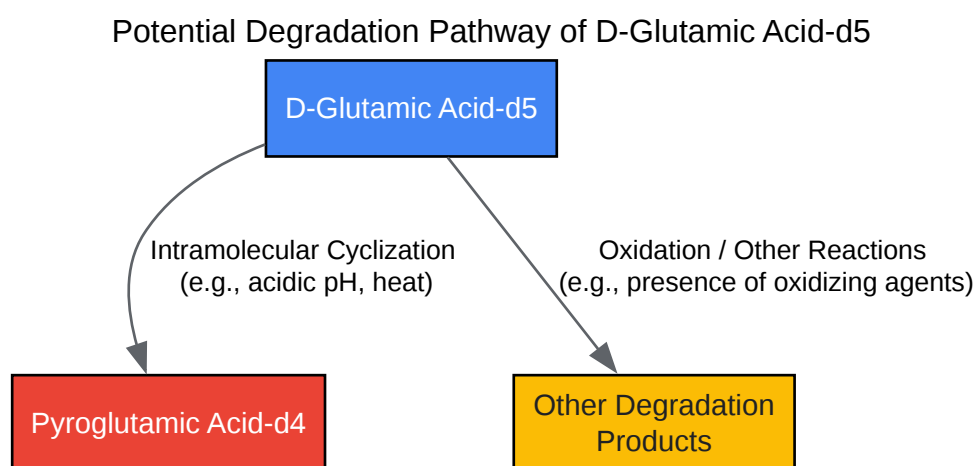 Potential Degradation Pathway of D-Glutamic Acid-d5
D-Glutamic Acid-d5
Intramolecular Cyclization
(e.g., acidic pH, heat)
Oxidation / Other Reactions
(e.g., presence of oxidizing agents)
Pyroglutamic Acid-d4
Other Degradation
Products